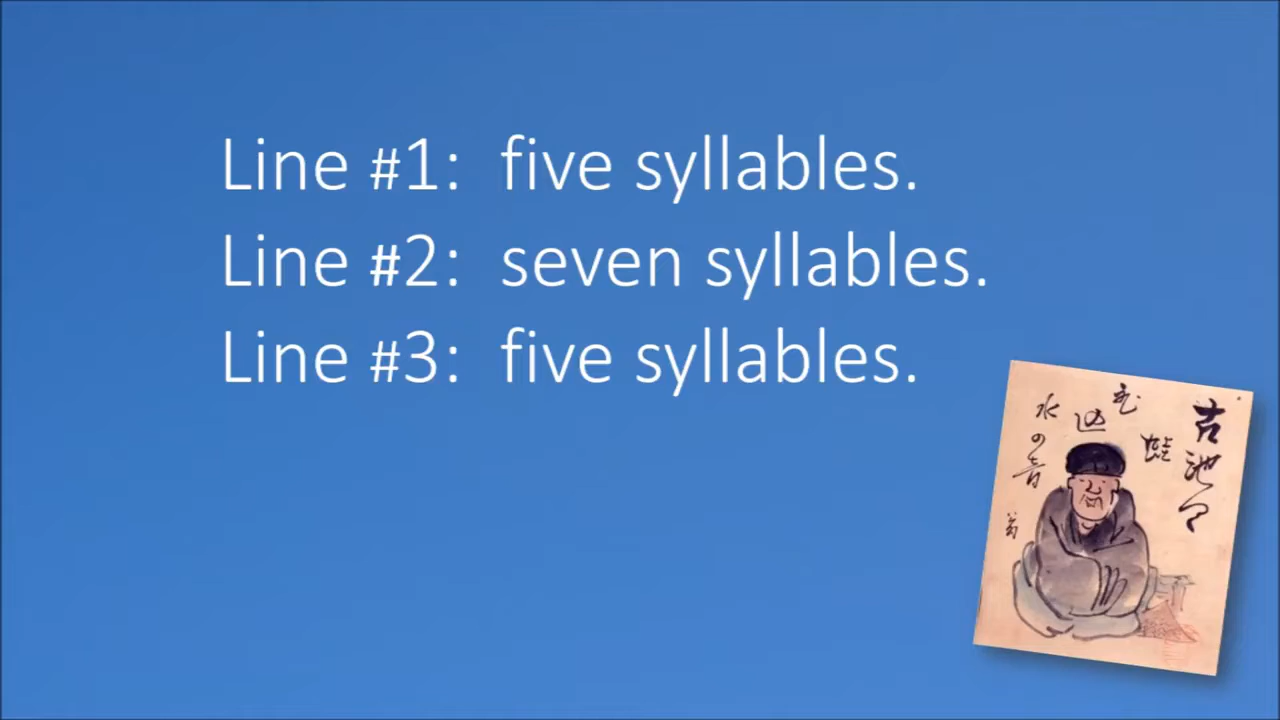 Line #1: five syllables.
Line #2: seven syllables.
Line #3: five syllables.
古池や
蛙
飛込
水の音
翁